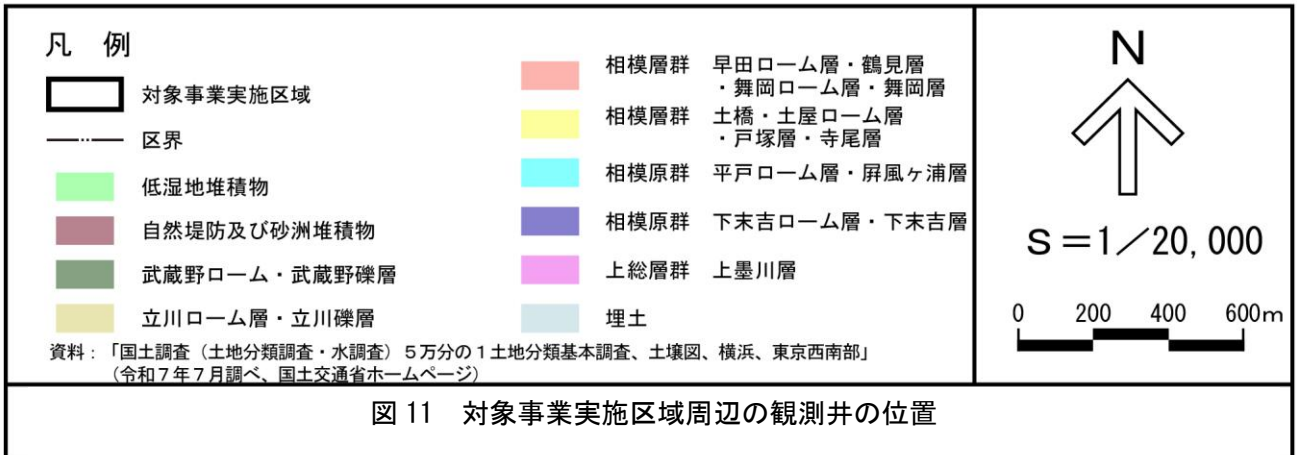 凡 例
対象事業実施区域
区界
低湿地堆積物
自然堤防及び砂洲堆積物
武蔵野ローム・武蔵野礫層
立川ローム層・立川礫層
相模層群 早田ローム層・鶴見層
・舞岡ローム層・舞岡層
相模層群 土橋・土屋ローム層
・戸塚層・寺尾層
相模原群 平戸ローム層・屏風ヶ浦層
相模原群 下末吉ローム層・下末吉層
上総層群 上墨川層
埋土
資料:「国土調査(土地分類調査・水調査)5万分の1土地分類基本調査、土壌図、横浜、東京西南部」
(令和7年7月調べ、国土交通省ホームページ)
N
S=1/20,000
0 200 400 600m
図 11 対象事業実施区域周辺の観測井の位置